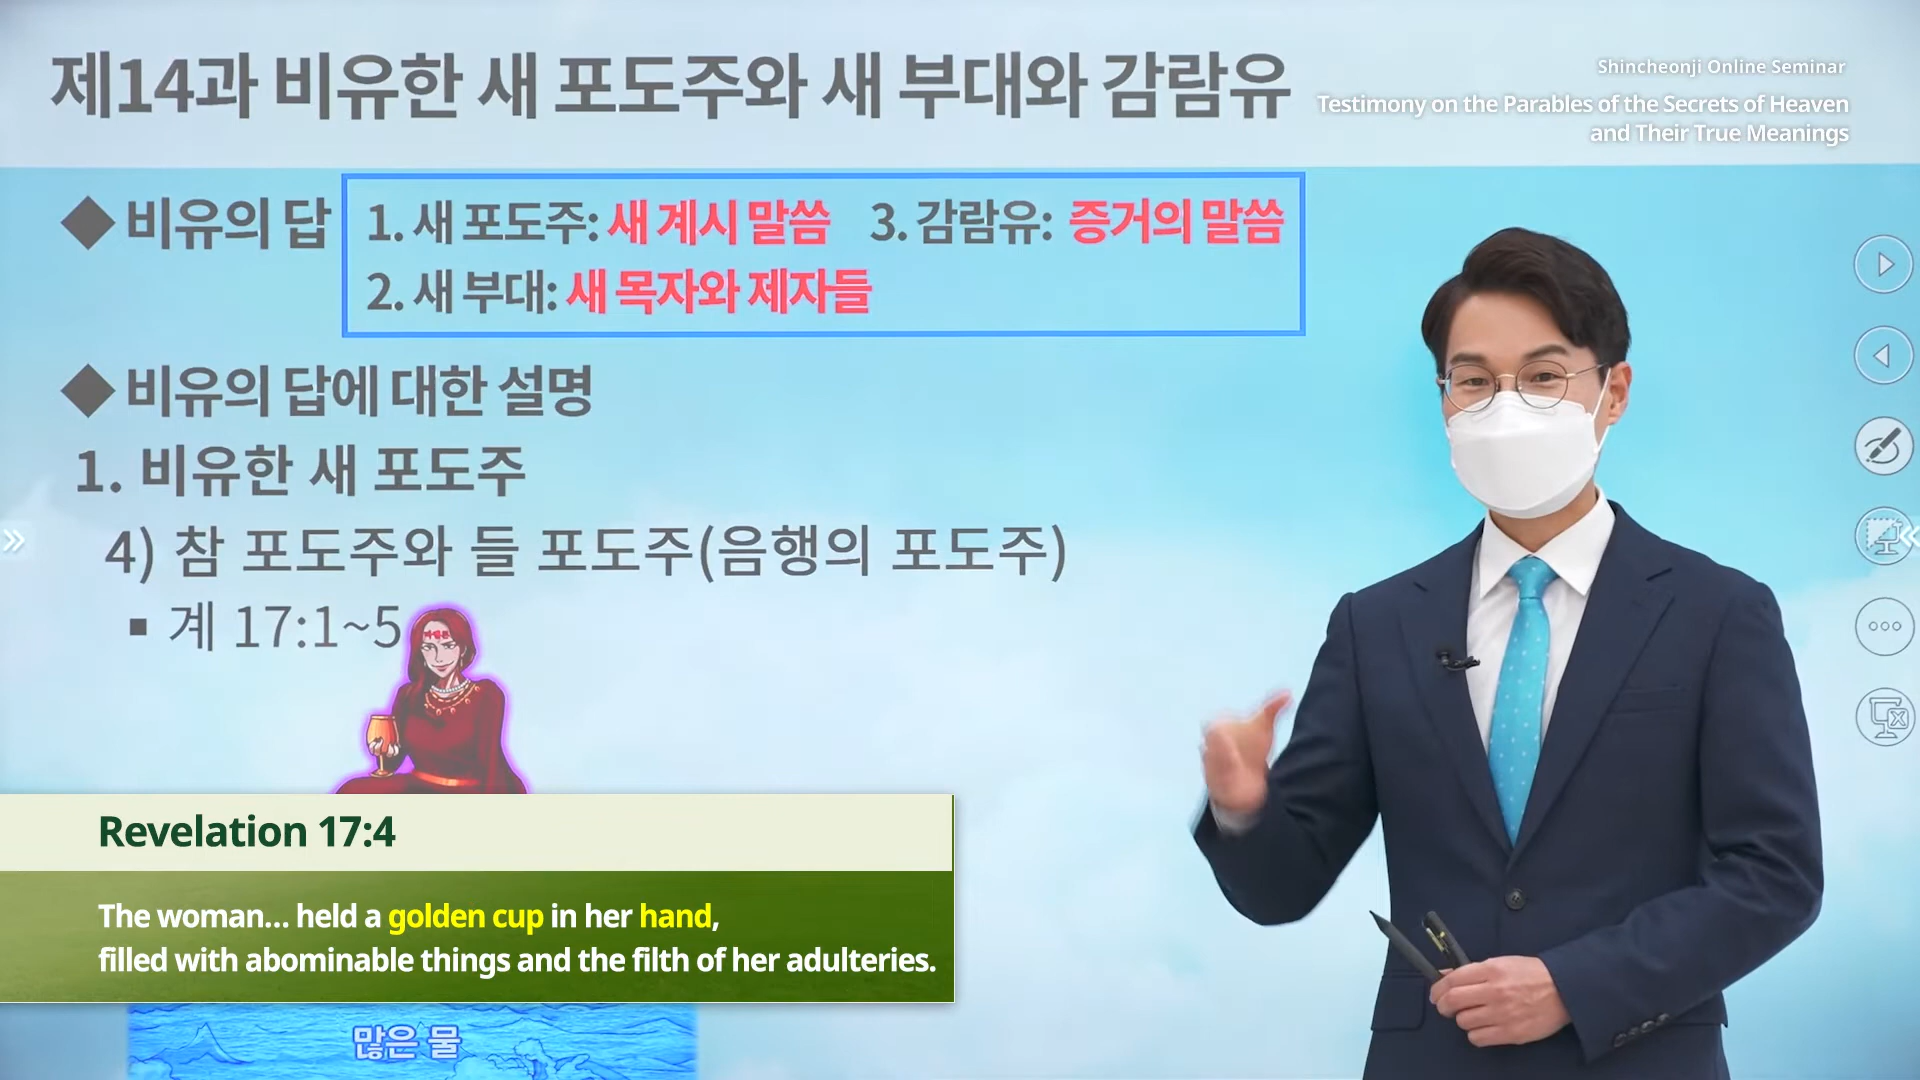 제14과 비유한 새 포도주와 새 부대와 감람유
Shincheonji Online Seminar
Testimony on the Parables of the Secrets of Heaven
and Their True Meanings
◆ 비유의 답
1. 새 포도주: 새 계시 말씀 3. 감람유: 증거의 말씀
2. 새 부대: 새 목자와 제자들
◆ 비유의 답에 대한 설명
1. 비유한 새 포도주
4) 참 포도주와 들 포도주(음행의 포도주)
▪ 계 17:1~5
바벨론
Revelation 17:4
The woman... held a golden cup in her hand,
filled with abominable things and the filth of her adulteries.
많은 물